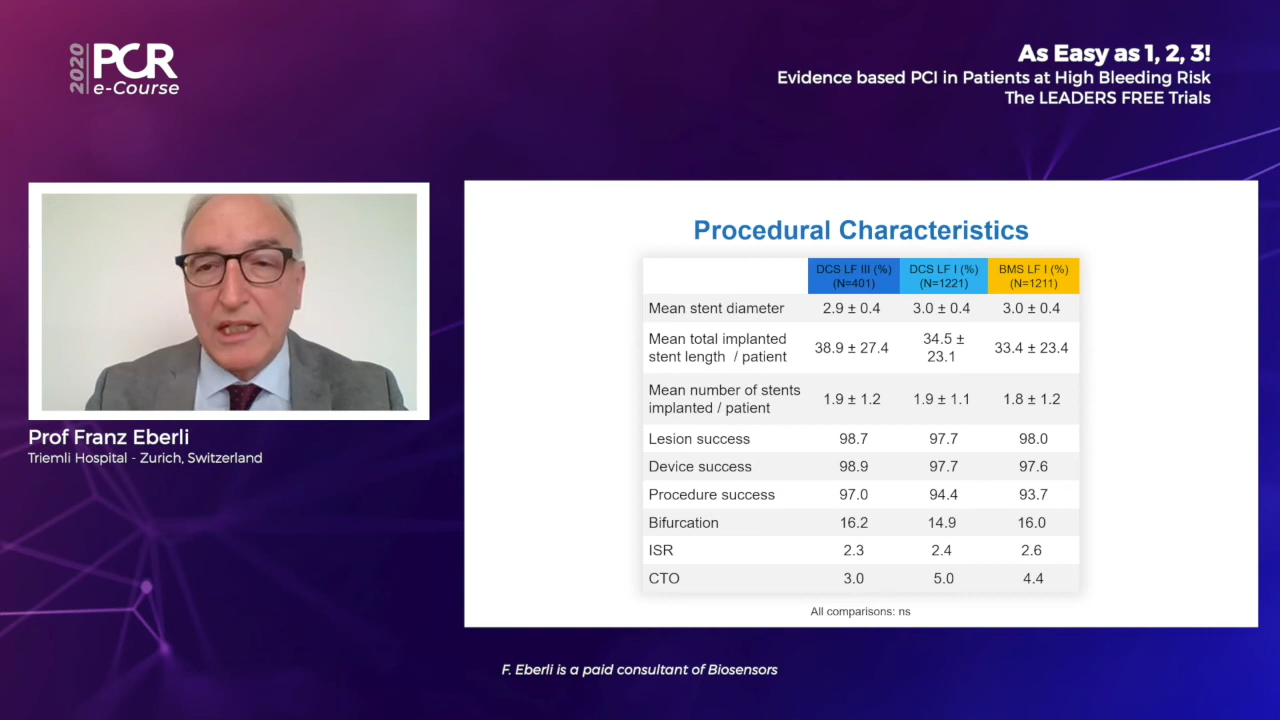 2020
PCR
e-Course
As Easy as 1, 2, 3!
Evidence based PCI in Patients at High Bleeding Risk
The LEADERS FREE Trials
Prof Franz Eberli
Triemli Hospital - Zurich, Switzerland
Procedural Characteristics
DCS LF III (%) DCS LF I (%) BMS LF I (%)
(N=401) (N=1221) (N=1211)
Mean stent diameter 2.9 ± 0.4 3.0 ± 0.4 3.0 ± 0.4
Mean total implanted
stent length / patient 38.9 ± 27.4 34.5 ±
23.1 33.4 ± 23.4
Mean number of stents
implanted / patient 1.9 ± 1.2 1.9 ± 1.1 1.8 ± 1.2
Lesion success 98.7 97.7 98.0
Device success 98.9 97.7 97.6
Procedure success 97.0 94.4 93.7
Bifurcation 16.2 14.9 16.0
ISR 2.3 2.4 2.6
CTO 3.0 5.0 4.4
All comparisons: ns
F. Eberli is a paid consultant of Biosensors